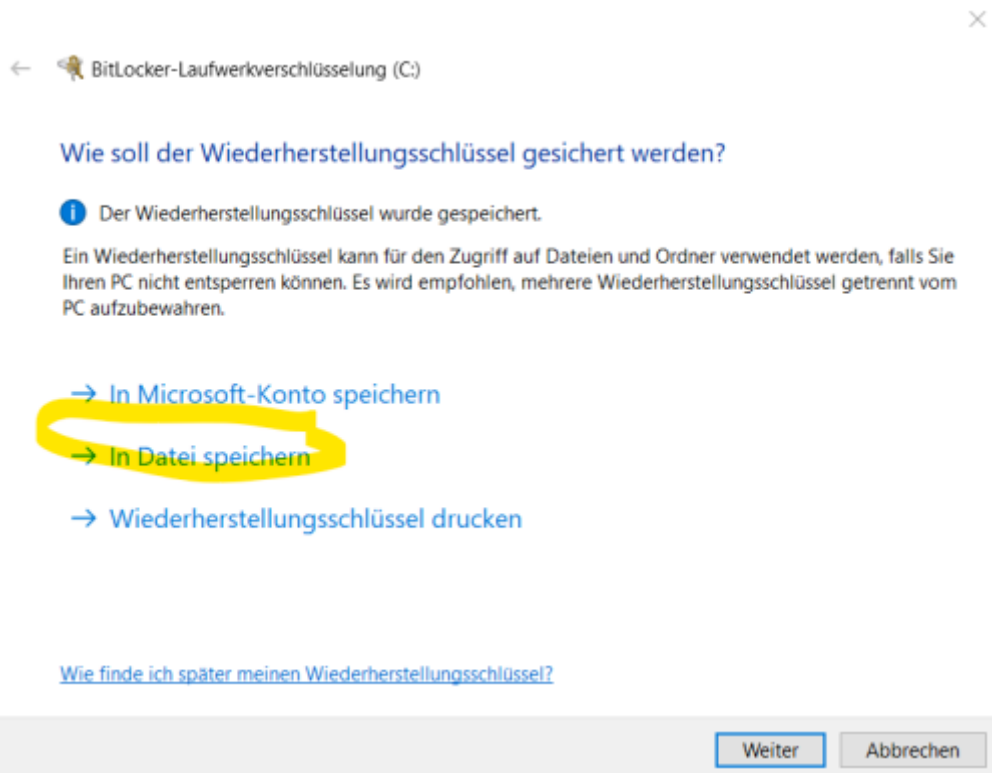 BitLocker-Laufwerkverschlüsselung (C:)
Wie soll der Wiederherstellungsschlüssel gesichert werden?
Der Wiederherstellungsschlüssel wurde gespeichert.
Ein Wiederherstellungsschlüssel kann für den Zugriff auf Dateien und Ordner verwendet werden, falls Sie
Ihren PC nicht entsperren können. Es wird empfohlen, mehrere Wiederherstellungsschlüssel getrennt vom
PC aufzubewahren.
→ In Microsoft-Konto speichern
→ In Datei speichern
→ Wiederherstellungsschlüssel drucken
Wie finde ich später meinen Wiederherstellungsschlüssel?
Weiter Abbrechen